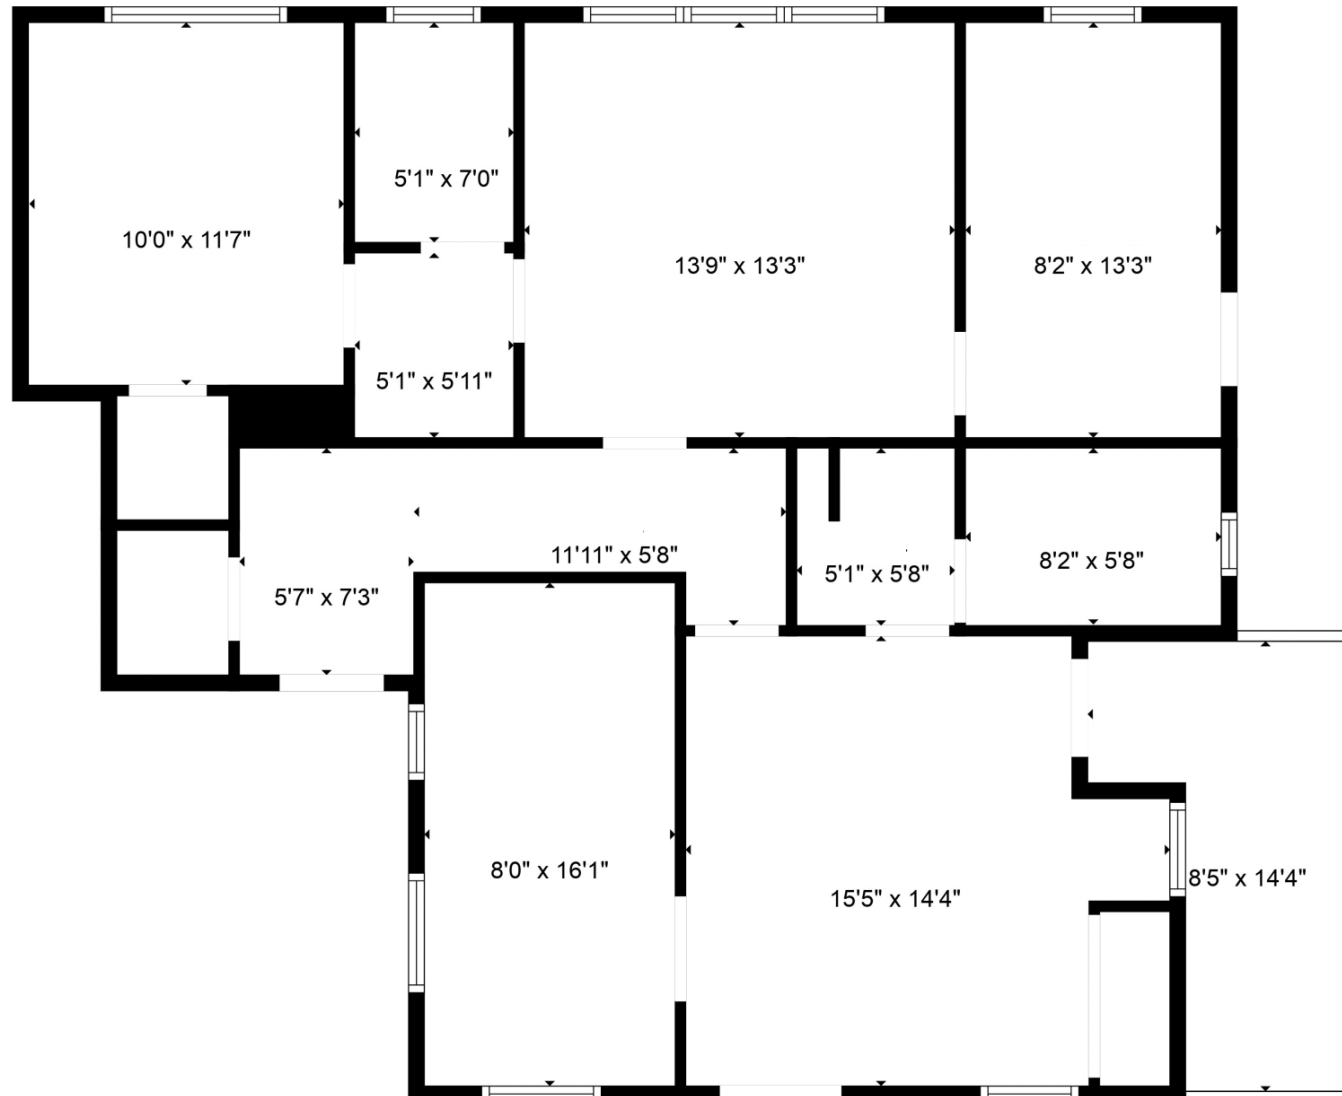 5'1" x 7'0"
10'0" x 11'7"
13'9" x 13'3"
8'2" x 13'3"
5'1" x 5'11"
11'11" x 5'8"
5'1" x 5'8"
8'2" x 5'8"
5'7" x 7'3"
8'0" x 16'1"
15'5" x 14'4"
8'5" x 14'4"